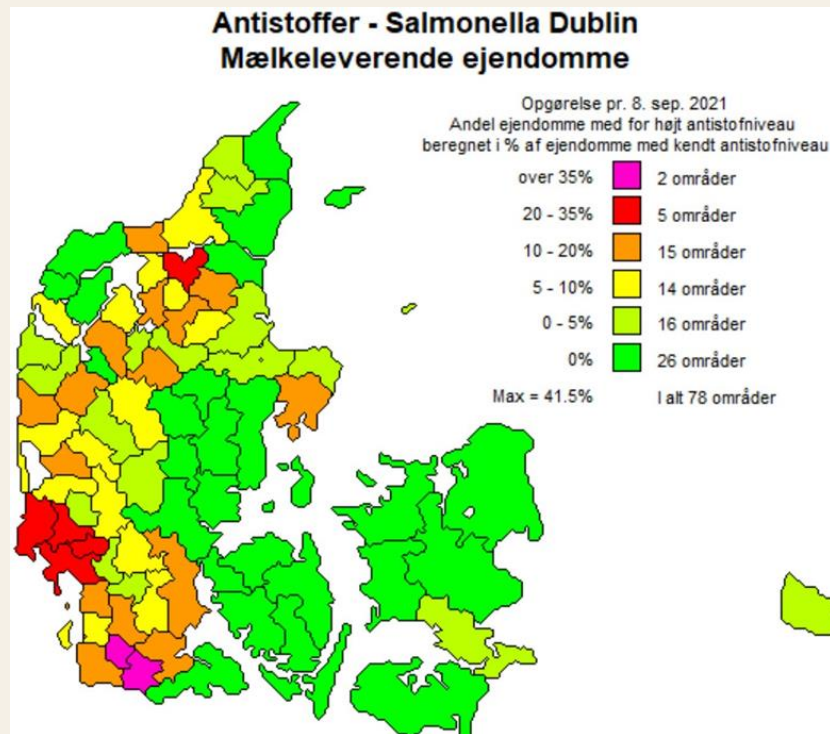 Antistoffer - Salmonella Dublin
Mælkeleverende ejendomme
Opgørelse pr. 8. sep. 2021
Andel ejendomme med for højt antistofniveau
beregnet i % af ejendomme med kendt antistofniveau
over 35% 2 områder
20 - 35% 5 områder
10 - 20% 15 områder
5 - 10% 14 områder
0 - 5% 16 områder
0% 26 områder
Max = 41.5% I alt 78 områder